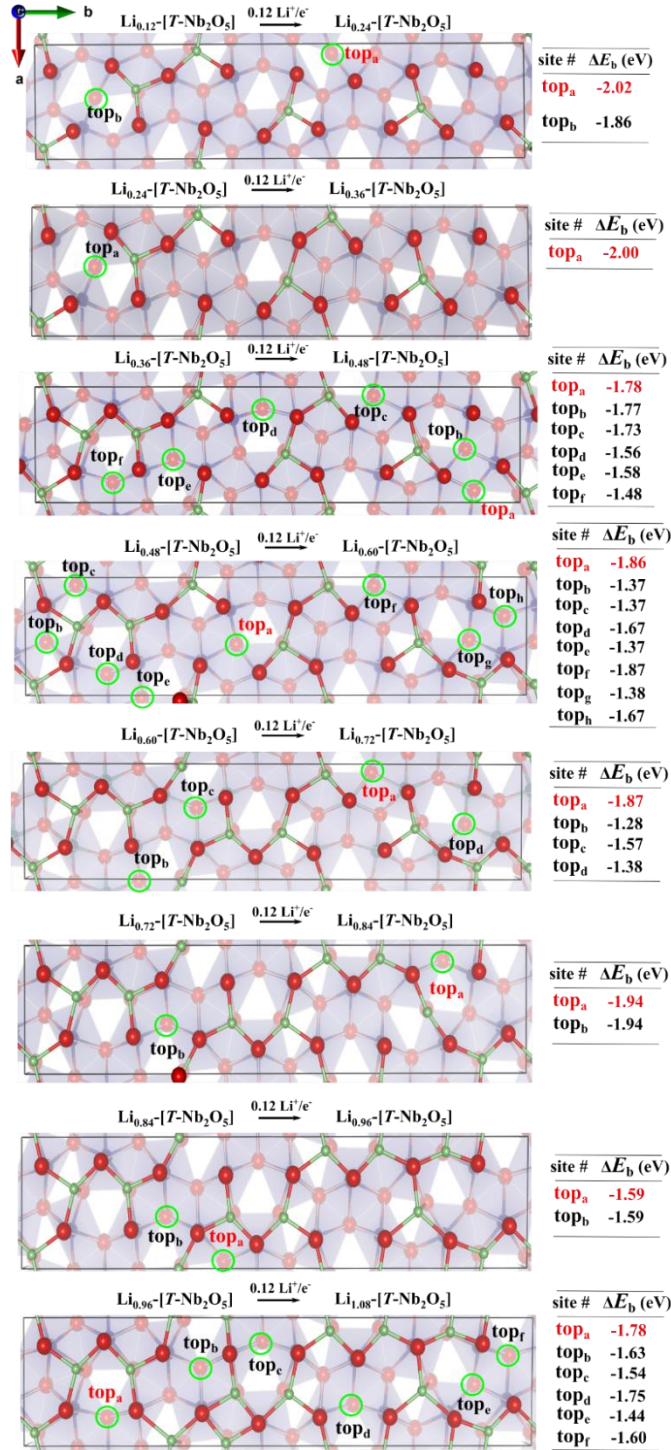 b
a
Li0.12-[T-Nb2O5] 0.12 Li+/e- Li0.24-[T-Nb2O5]
topa
topb
site # ΔEb (eV)
topa -2.02
topb -1.86
Li0.24-[T-Nb2O5] 0.12 Li+/e- Li0.36-[T-Nb2O5]
topa
site # ΔEb (eV)
topa -2.00
Li0.36-[T-Nb2O5] 0.12 Li+/e- Li0.48-[T-Nb2O5]
topc
topd
topb
topf
tope
topa
site # ΔEb (eV)
topa -1.78
topb -1.77
topc -1.73
topd -1.56
tope -1.58
topf -1.48
Li0.48-[T-Nb2O5] 0.12 Li+/e- Li0.60-[T-Nb2O5]
topc
topf
toph
topb
topa
topd
topg
tope
site # ΔEb (eV)
topa -1.86
topb -1.37
topc -1.37
topd -1.67
tope -1.37
topf -1.87
topg -1.38
toph -1.67
Li0.60-[T-Nb2O5] 0.12 Li+/e- Li0.72-[T-Nb2O5]
topc
topa
topb
topd
site # ΔEb (eV)
topa -1.87
topb -1.28
topc -1.57
topd -1.38
Li0.72-[T-Nb2O5] 0.12 Li+/e- Li0.84-[T-Nb2O5]
topa
topb
site # ΔEb (eV)
topa -1.94
topb -1.94
Li0.84-[T-Nb2O5] 0.12 Li+/e- Li0.96-[T-Nb2O5]
topb
topa
site # ΔEb (eV)
topa -1.59
topb -1.59
Li0.96-[T-Nb2O5] 0.12 Li+/e- Li1.08-[T-Nb2O5]
topb
topc
topf
topa
topd
tope
site # ΔEb (eV)
topa -1.78
topb -1.63
topc -1.54
topd -1.75
tope -1.44
topf -1.60